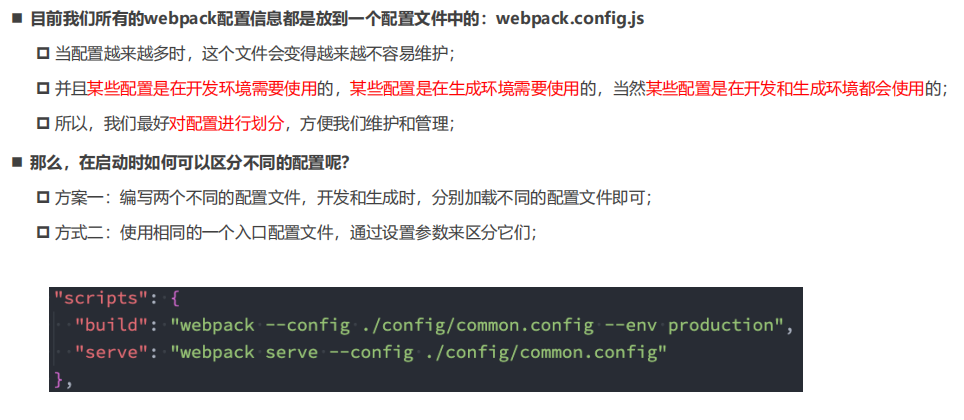 目前我们所有的webpack配置信息都是放到一个配置文件中的：webpack.config.js
当配置越来越多时，这个文件会变得越来越不容易维护；
并且某些配置是在开发环境需要使用的，某些配置是在生成环境需要使用的，当然某些配置是在开发和生成环境都会使用的；
所以，我们最好对配置进行划分，方便我们维护和管理；
那么，在启动时如何可以区分不同的配置呢？
方案一：编写两个不同的配置文件，开发和生成时，分别加载不同的配置文件即可；
方式二：使用相同的一个入口配置文件，通过设置参数来区分它们；
"scripts": {
"build": "webpack --config ./config/common.config --env production",
"serve": "webpack serve --config ./config/common.config"
},